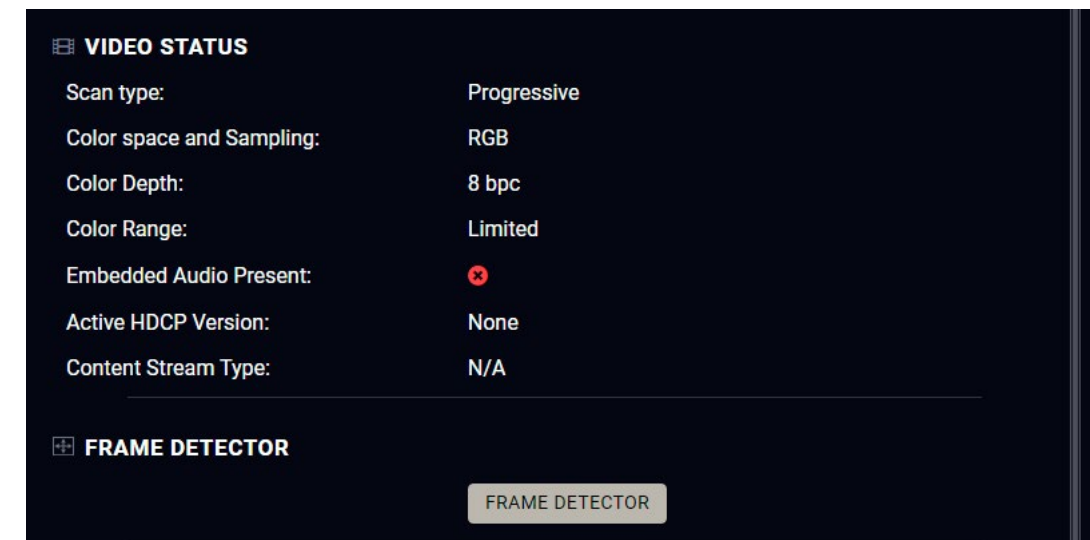 VIDEO STATUS
Scan type: Progressive
Color space and Sampling: RGB
Color Depth: 8 bpc
Color Range: Limited
Embedded Audio Present:
Active HDCP Version: None
Content Stream Type: N/A
FRAME DETECTOR
FRAME DETECTOR